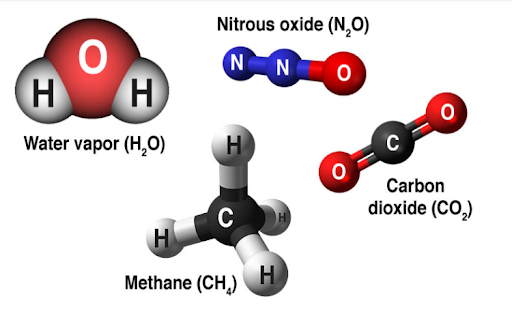 Nitrous oxide (N₂O)
N N O
O
H H
Water vapor (H₂O)
O
C
O
Carbon
dioxide (CO₂)
H
C
H
H
H
Methane (CH₄)